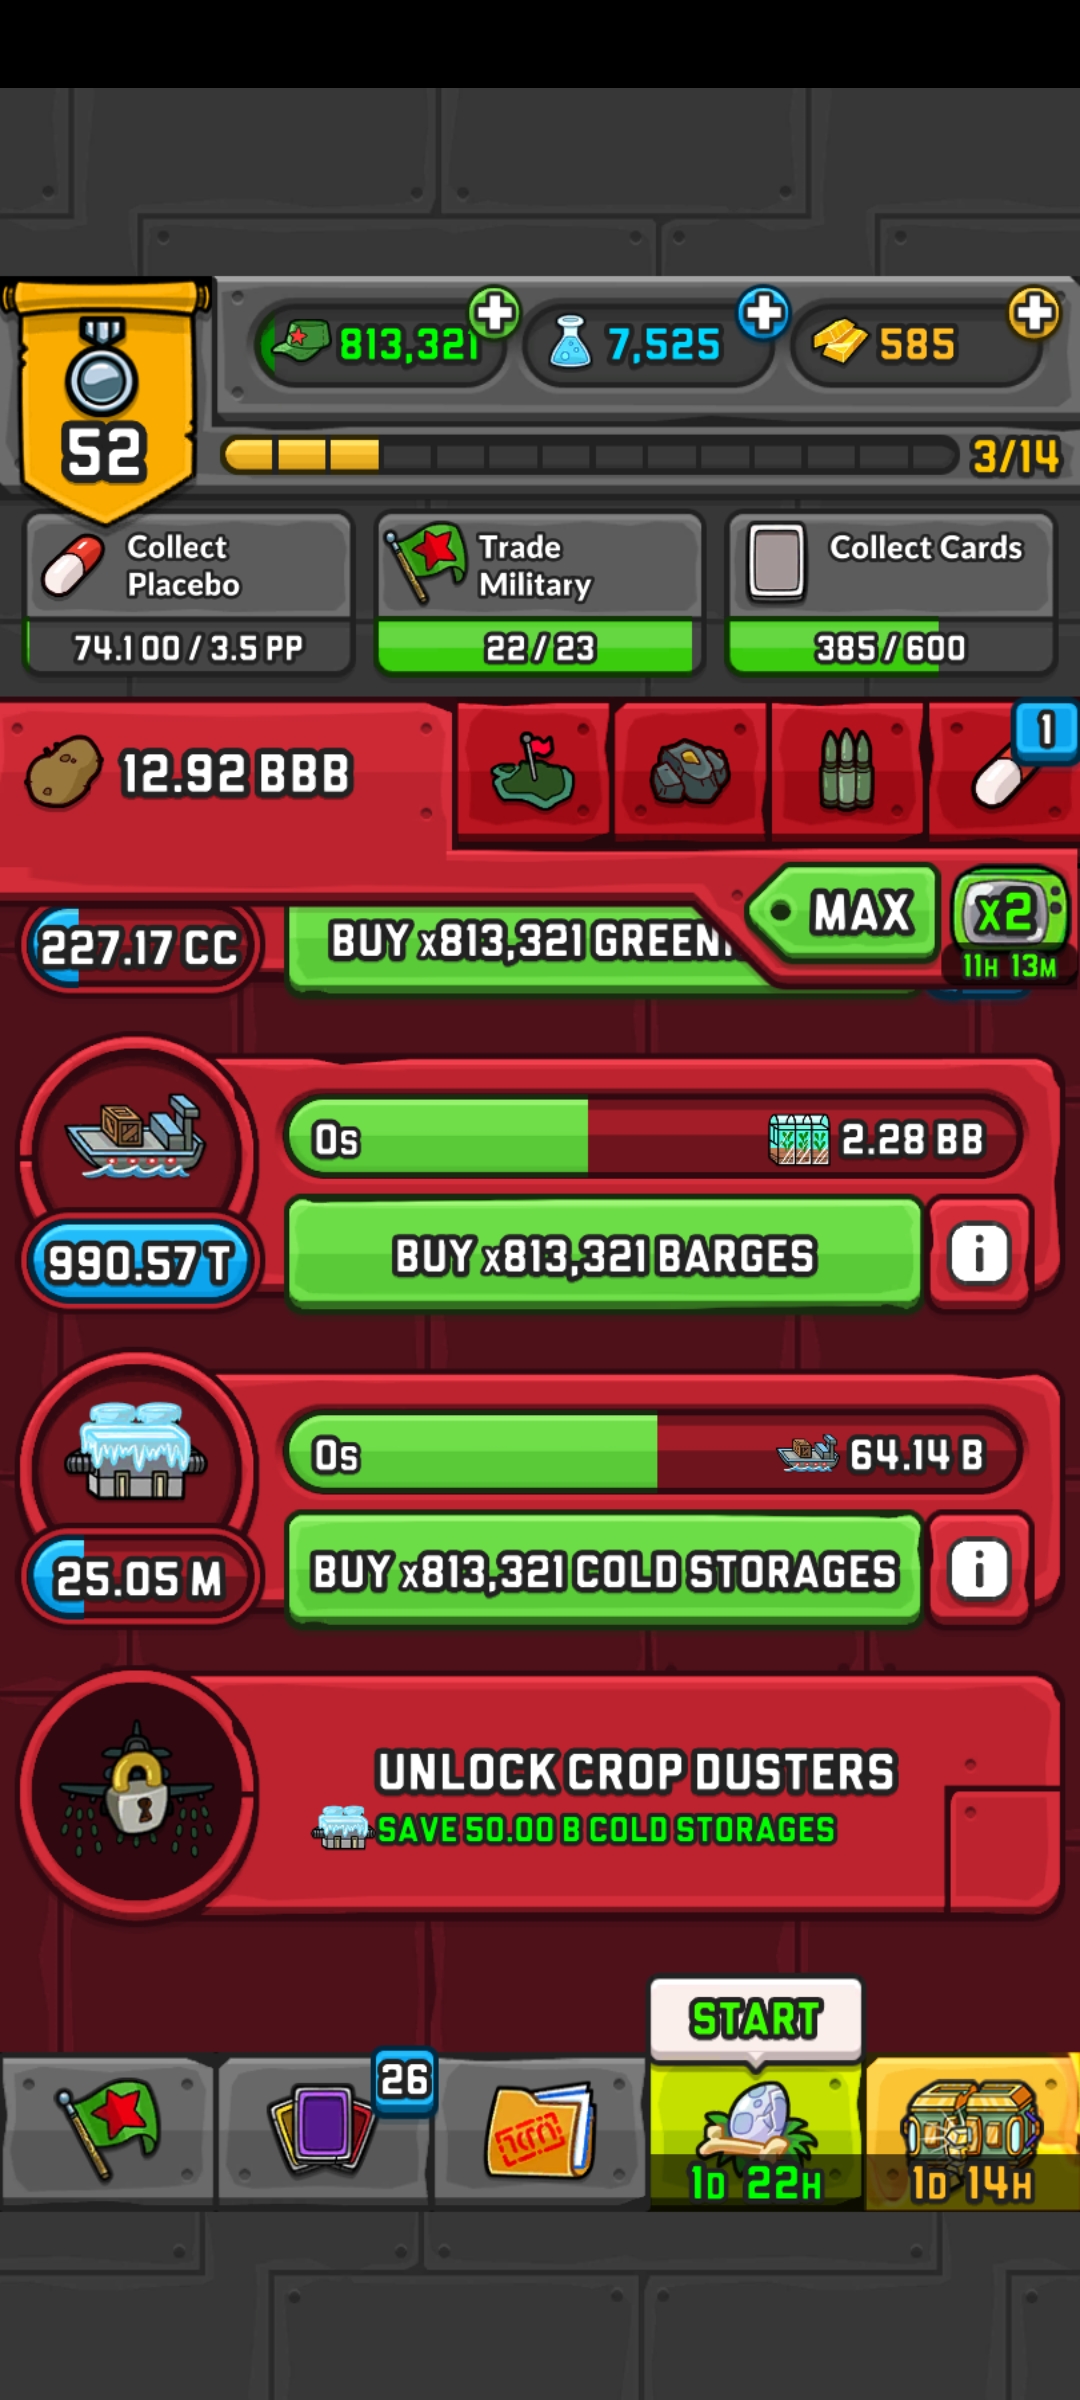 813,321
7,525
585
52
3/14
Collect
Placebo
Trade
Military
Collect Cards
74.100 / 3.5 PP
22 / 23
385 / 600
12.92 BBB
1
MAX
x2
11H 13M
227.17 CC
BUY x813,321
990.57 T
0s
2.28 BB
BUY x813,321 BARGES
i
25.05 M
0s
64.14 B
BUY x813,321 COLD STORAGES
i
UNLOCK CROP DUSTERS
SAVE 50.00 B COLD STORAGES
START
26
1D 22H
1D 14H